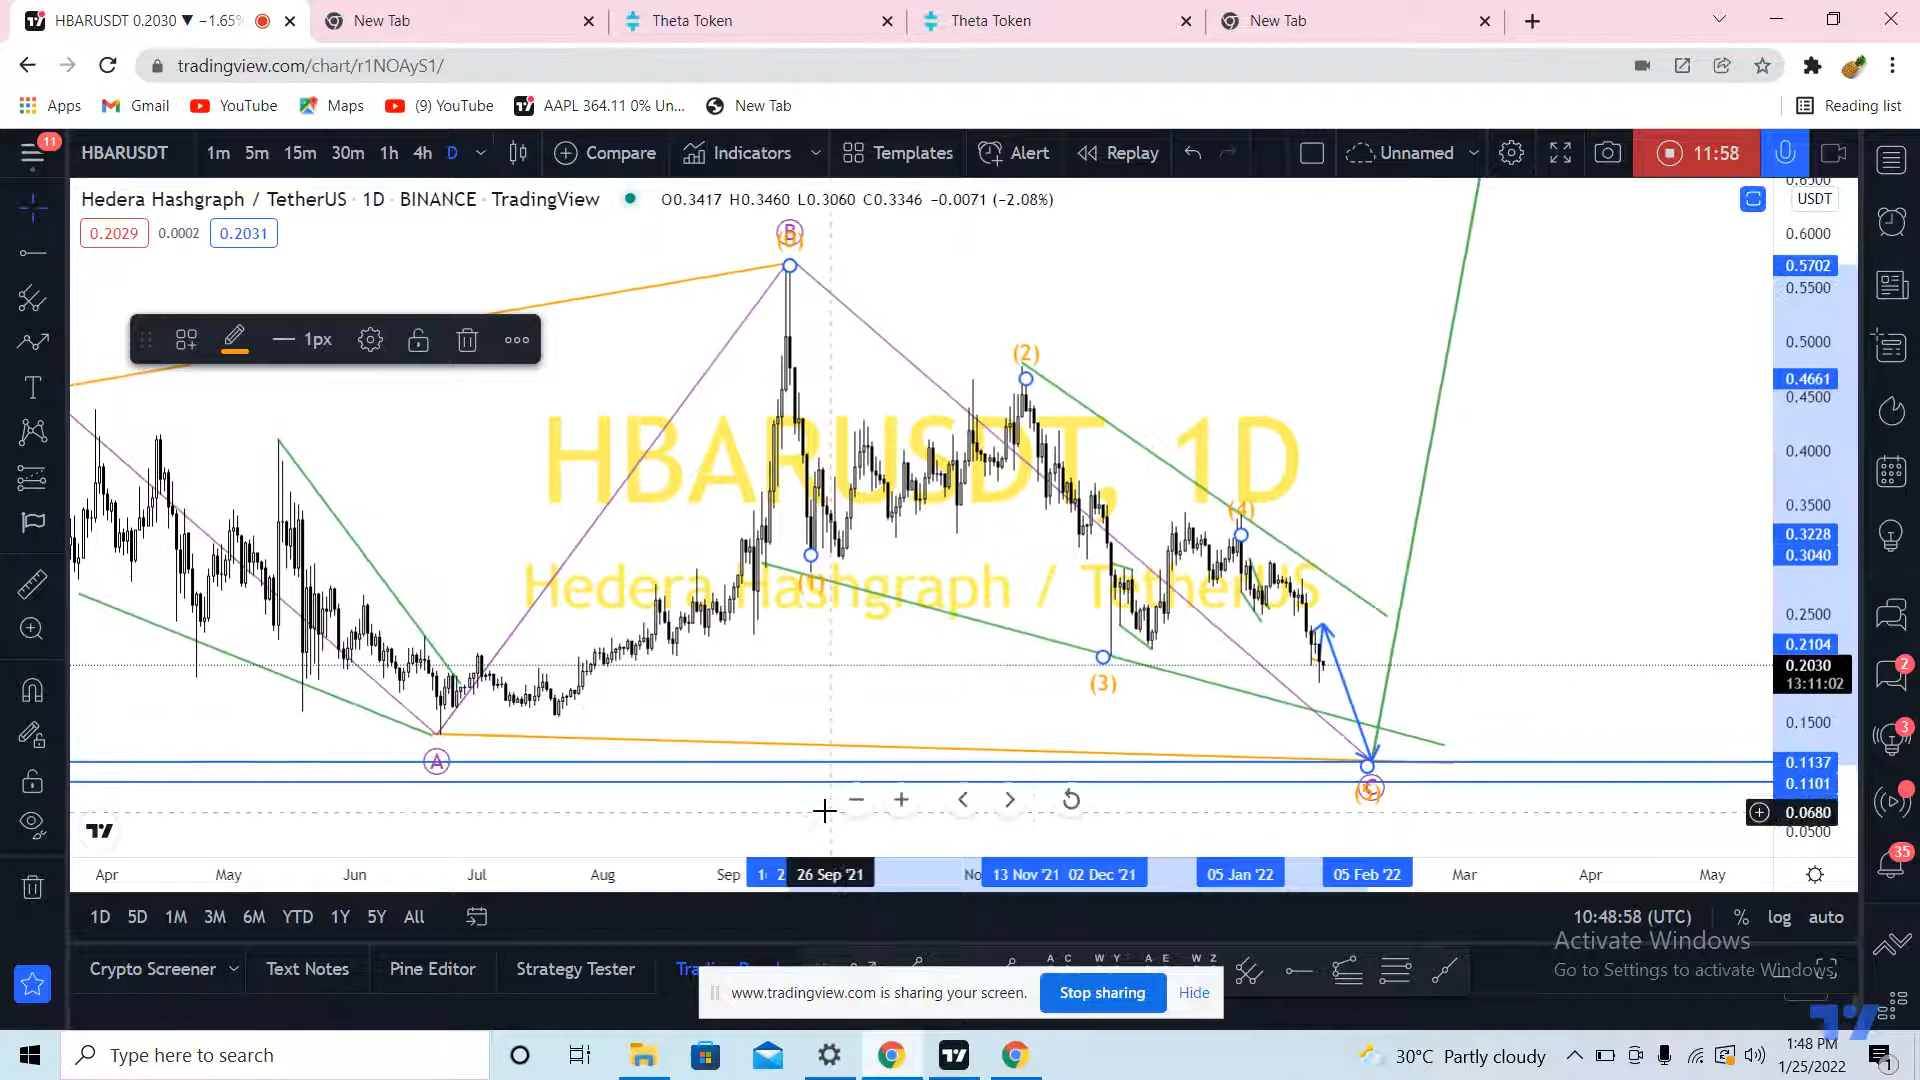 HBARUSDT 0.2030 ▼ −1.65%
New Tab
Theta Token
Theta Token
New Tab
tradingview.com/chart/r1NOAyS1/
Apps
Gmail
YouTube
Maps
(9) YouTube
AAPL 364.11 0% Un...
New Tab
Reading list
11
HBARUSDT
1m 5m 15m 30m 1h 4h D
Compare
Indicators
Templates
Alert
Replay
Unnamed
11:58
Hedera Hashgraph / TetherUS · 1D · BINANCE · TradingView
O0.3417 H0.3460 L0.3060 C0.3346 −0.0071 (−2.08%)
USDT
0.2029 0.0002 0.2031
0.6500
0.6000
0.5702
0.5500
0.5000
0.4661
0.4500
0.4000
0.3500
0.3228
0.3040
0.2500
0.2104
0.2030
13:11:02
0.1500
0.1137
0.1101
0.0680
0.0500
1px
B
(2)
HBARUSDT, 1D
(4)
(1)
Hedera Hashgraph / TetherUS
(3)
A
C
(5)
Apr May Jun Jul Aug Sep 26 Sep '21 No 13 Nov '21 02 Dec '21 05 Jan '22 05 Feb '22 Mar Apr May
1D 5D 1M 3M 6M YTD 1Y 5Y All
10:48:58 (UTC) % log auto
Activate Windows
Go to Settings to activate Windows.
Crypto Screener
Text Notes
Pine Editor
Strategy Tester
A C W Y A E W Z
www.tradingview.com is sharing your screen.
Stop sharing
Hide
2
3
35
Type here to search
30°C Partly cloudy
1:48 PM
1/25/2022
1